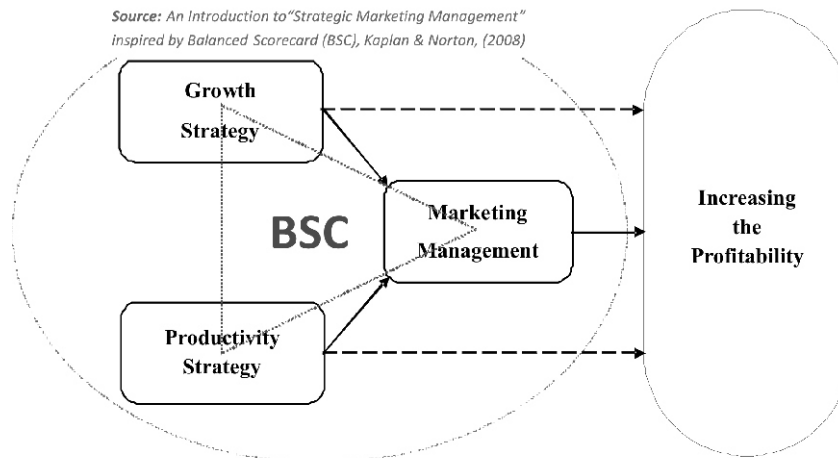 Source: An Introduction to“Strategic Marketing Management”
inspired by Balanced Scorecard (BSC), Kaplan & Norton, (2008)
Growth
Strategy
BSC
Marketing
Management
Productivity
Strategy
Increasing
the
Profitability